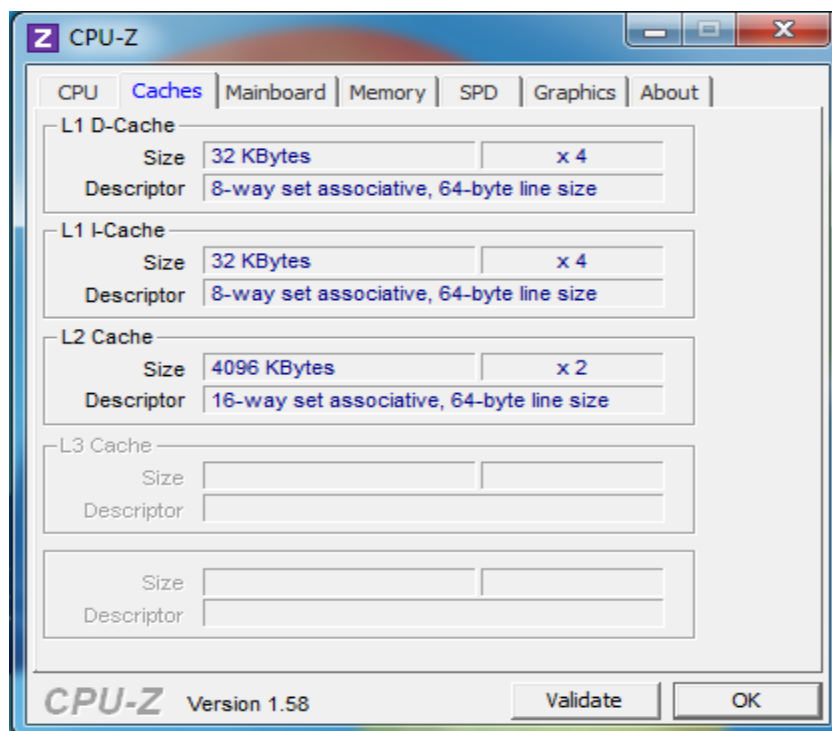 Z CPU-Z
CPU Caches Mainboard Memory SPD Graphics About
L1 D-Cache
Size 32 KBytes x 4
Descriptor 8-way set associative, 64-byte line size
L1 I-Cache
Size 32 KBytes x 4
Descriptor 8-way set associative, 64-byte line size
L2 Cache
Size 4096 KBytes x 2
Descriptor 16-way set associative, 64-byte line size
L3 Cache
Size
Descriptor
Size
Descriptor
CPU-Z Version 1.58 Validate OK